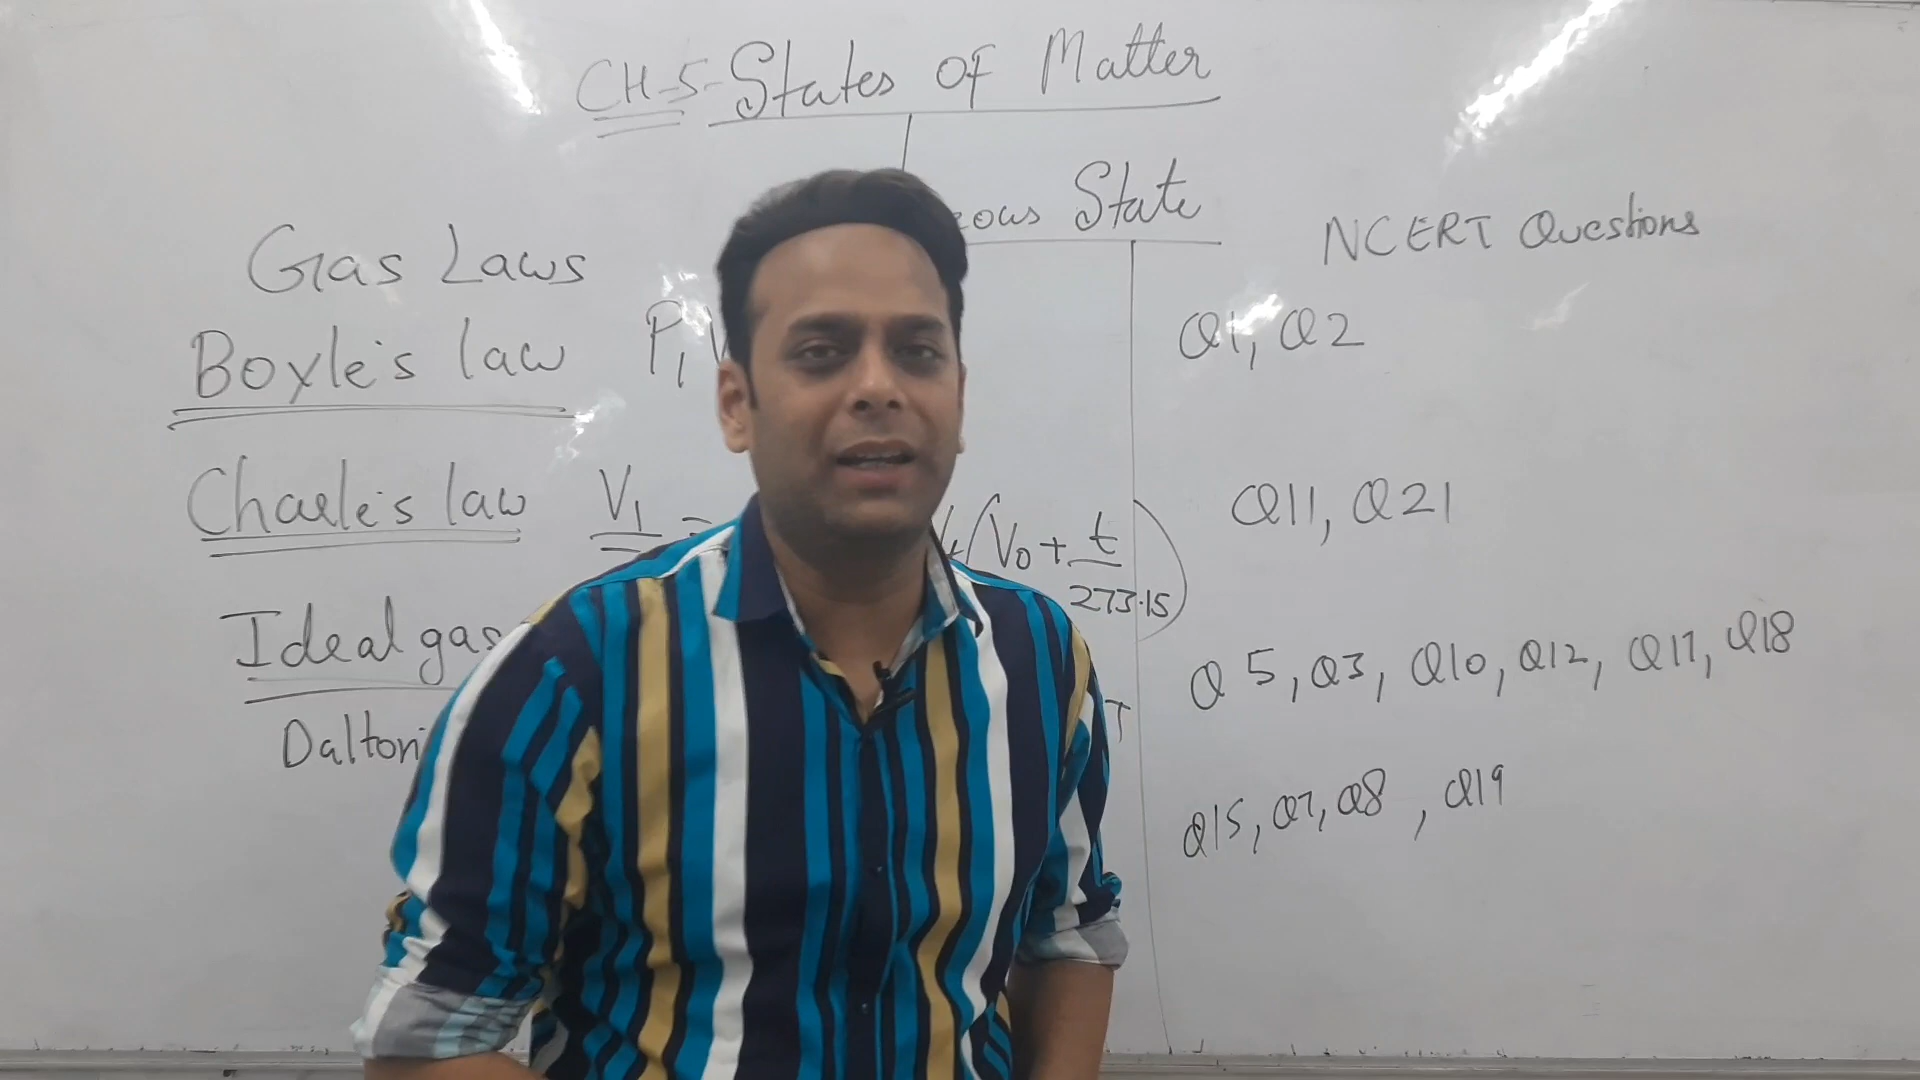 CH-5-States OF Matter
State
NCERT Questions
Gas Laws
Boyle's law P1 V
Q1, Q2
Charle's law V1 = (V0 + t/273.15)
Q11, Q21
Ideal gas
Q 5, Q3, Q10, Q12, Q17, Q18
Dalton's T
Q15, Q7, Q8, Q19